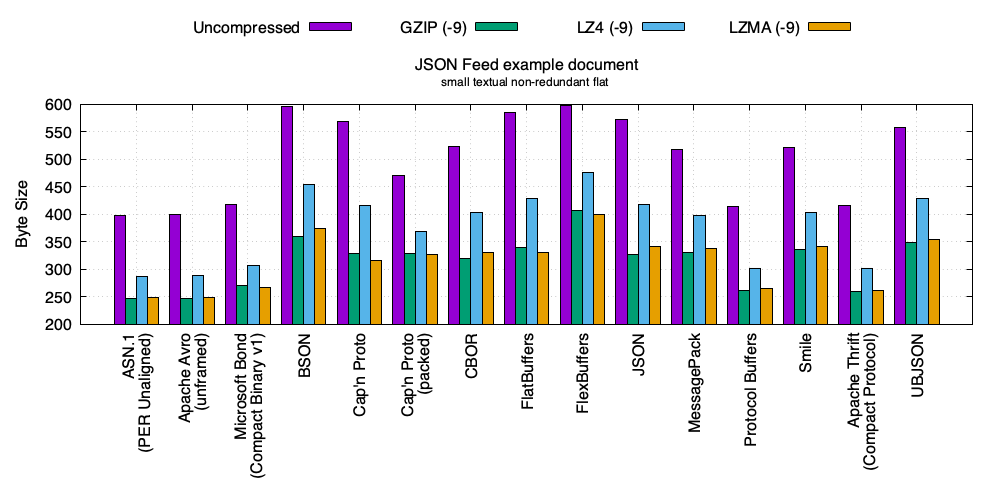 Uncompressed GZIP (-9) LZ4 (-9) LZMA (-9)
JSON Feed example document
small textual non-redundant flat
600
550
500
450
400
350
300
250
200
Byte Size
ASN.1
(PER Unaligned)
Apache Avro
(unframed)
Microsoft Bond
(Compact Binary v1)
BSON
Cap'n Proto
Cap'n Proto
(packed)
CBOR
FlatBuffers
FlexBuffers
JSON
MessagePack
Protocol Buffers
Smile
Apache Thrift
(Compact Protocol)
UBJSON